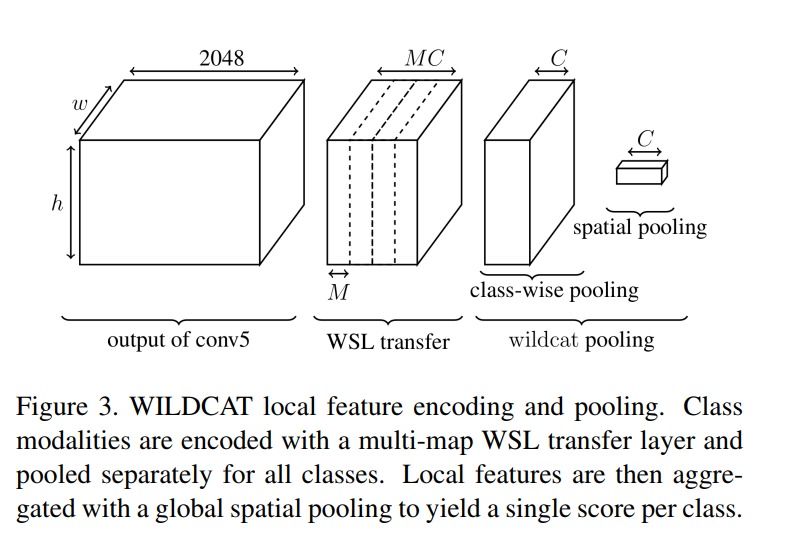 2048
MC
C
w
C
h
spatial pooling
M
class-wise pooling
output of conv5
WSL transfer
wildcat pooling
Figure 3. WILDCAT local feature encoding and pooling. Class
modalities are encoded with a multi-map WSL transfer layer and
pooled separately for all classes. Local features are then aggre-
gated with a global spatial pooling to yield a single score per class.